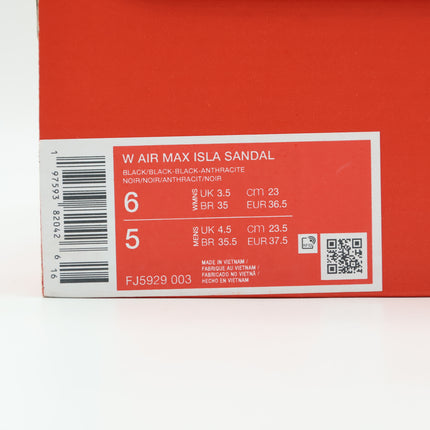 W AIR MAX ISLA SANDAL
BLACK/BLACK-BLACK-ANTHRACITE
NOIR/NOIR/ANTHRACIT/NOIR
6 WMNS UK 3.5 cm 23
BR 35 EUR 36.5
5 MENS UK 4.5 cm 23.5
BR 35.5 EUR 37.5
FJ5929 003
MADE IN VIETNAM /
FABRIQUE AU VIETNAM /
FABRICADO NO VIETNÃ /
HECHO EN VIETNAM
1 97593 82042 6 16